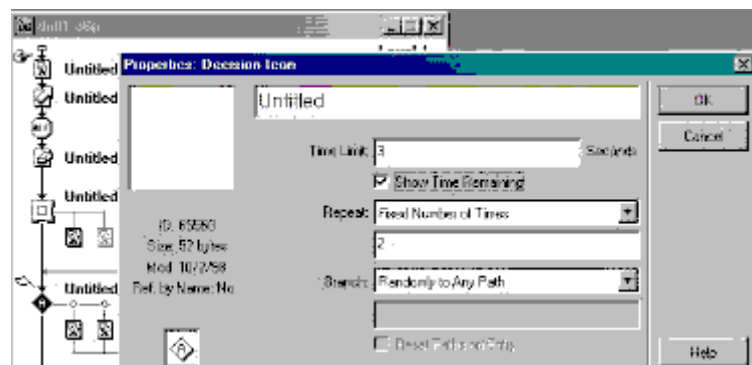 Properties: Decision Icon
Untitled
Untitled
OK
Untitled
Cancel
Time Limit: 3 Seconds
Untitled
Show Time Remaining
Untitled
Repeat: Fixed Number of Times
ID: 65560
Size: 52 bytes
2
Mod: 10/2/98
Untitled
Ref. by Name: No
Branch: Randomly to Any Path
A
A
Reset Paths on Entry
Help